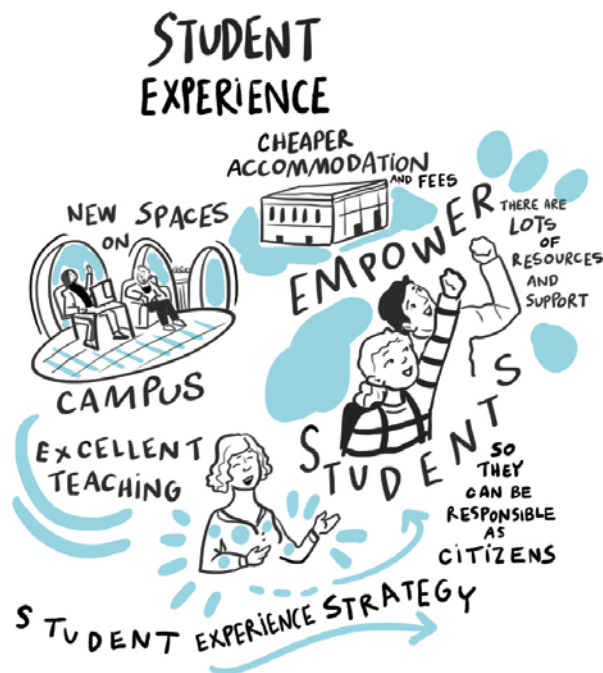 STUDENT
EXPERIENCE
CHEAPER
ACCOMMODATION
AND FEES
NEW SPACES
ON
CAMPUS
EMPOWER
STUDENTS
THERE ARE
LOTS
OF
RESOURCES
AND
SUPPORT
EXCELLENT
TEACHING
SO
THEY
CAN BE
RESPONSIBLE
AS
CITIZENS
STUDENT EXPERIENCE STRATEGY